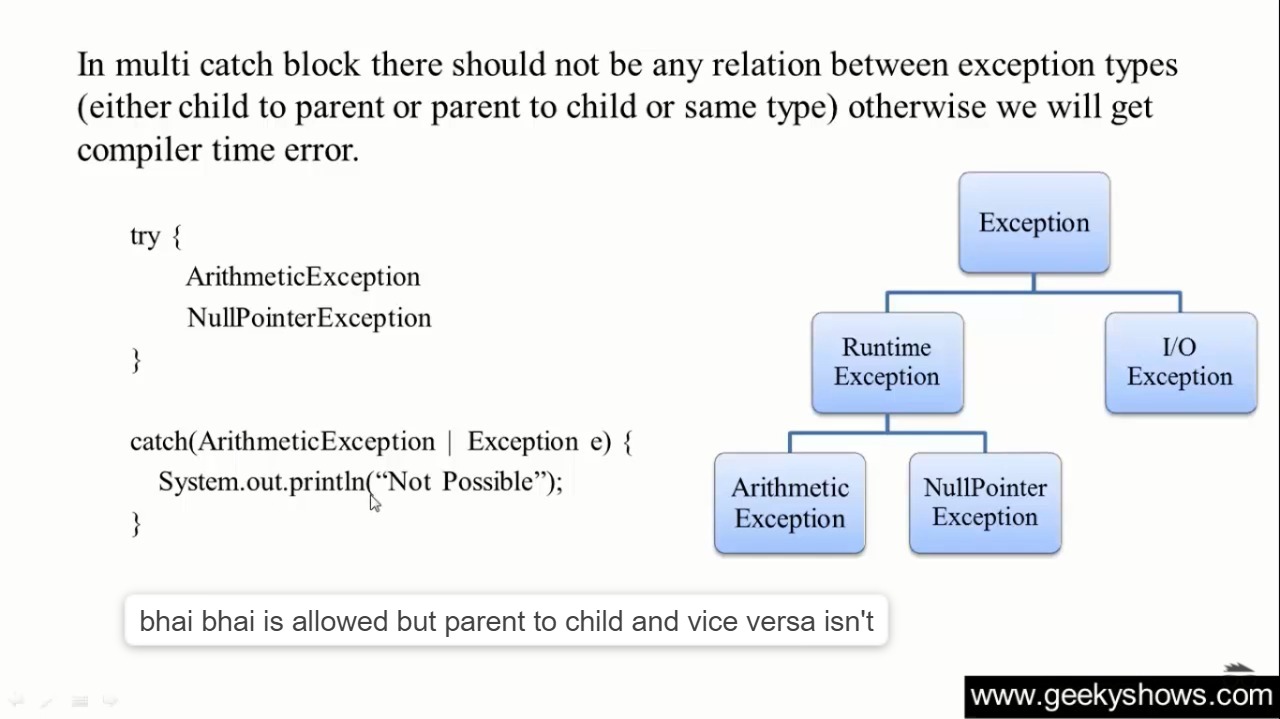 In multi catch block there should not be any relation between exception types
(either child to parent or parent to child or same type) otherwise we will get
compiler time error.
try {
ArithmeticException
NullPointerException
}
catch(ArithmeticException | Exception e) {
System.out.println(“Not Possible”);
}
Exception
Runtime
Exception
I/O
Exception
Arithmetic
Exception
NullPointer
Exception
bhai bhai is allowed but parent to child and vice versa isn't
www.geekyshows.com